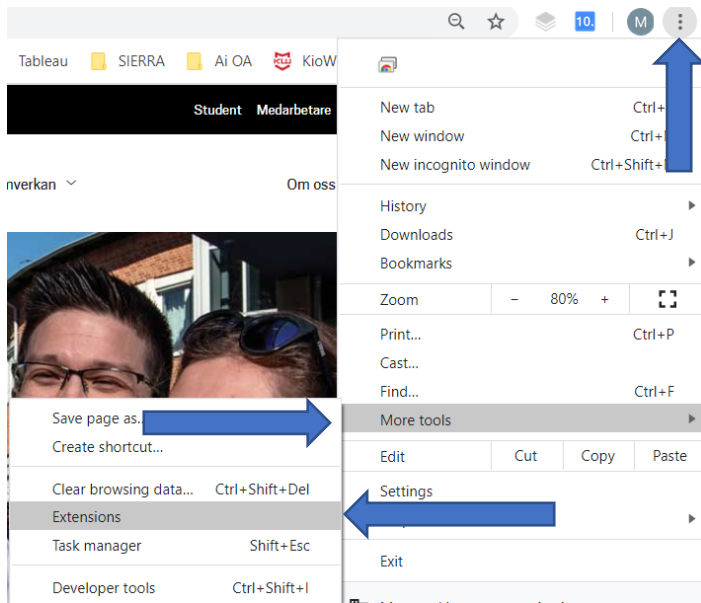 10. M
Tableau SIERRA Ai OA KioW
Student Medarbetare
nverkan Om oss
New tab Ctrl+
New window Ctrl+
New incognito window Ctrl+Shift+
History
Downloads Ctrl+J
Bookmarks
Zoom - 80% +
Print... Ctrl+P
Cast...
Find... Ctrl+F
More tools
Edit Cut Copy Paste
Settings
Exit
Save page as..
Create shortcut...
Clear browsing data... Ctrl+Shift+Del
Extensions
Task manager Shift+Esc
Developer tools Ctrl+Shift+I